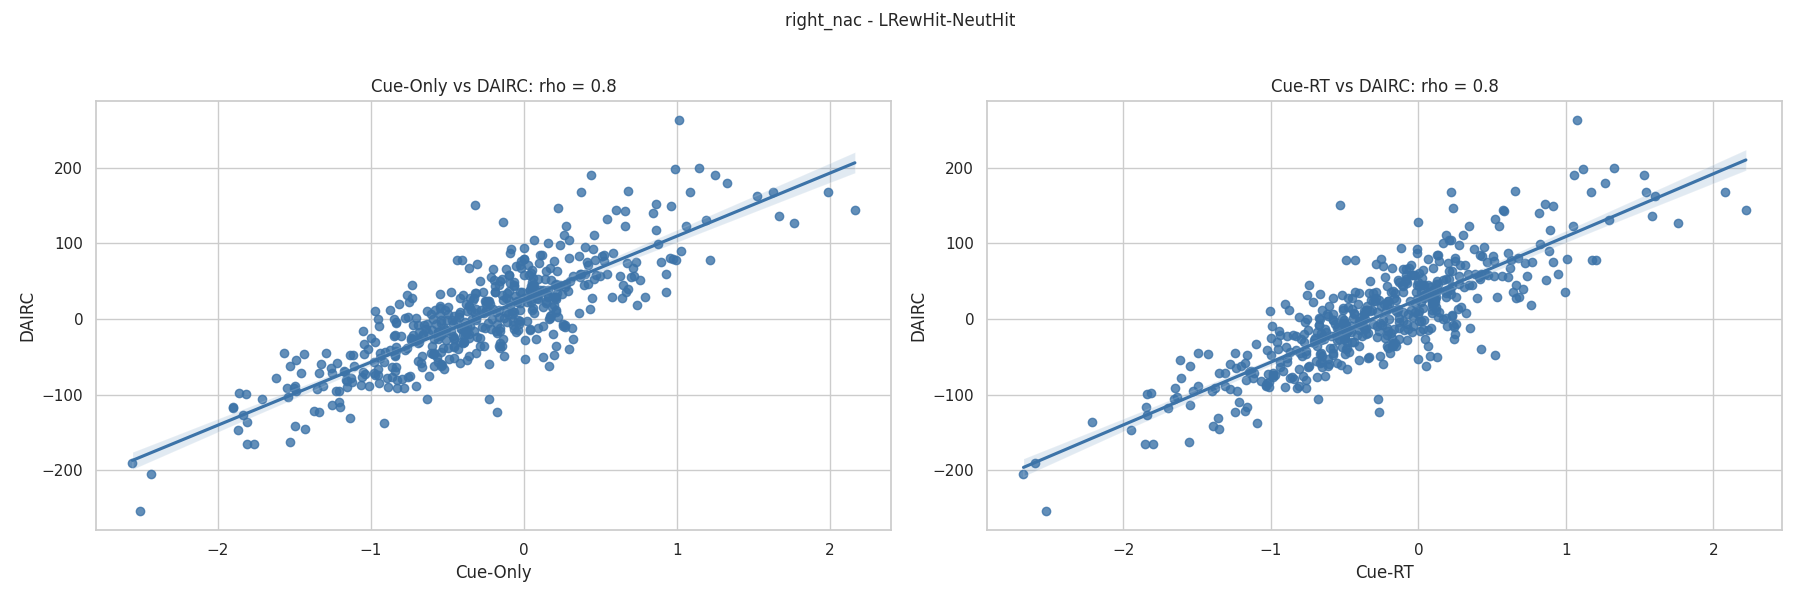 right_nac - LRewHit-NeutHit
Cue-Only vs DAIRC: rho = 0.8
DAIRC
200
100
0
−100
−200
−2
−1
0
1
2
Cue-Only
Cue-RT vs DAIRC: rho = 0.8
DAIRC
200
100
0
−100
−200
−2
−1
0
1
2
Cue-RT